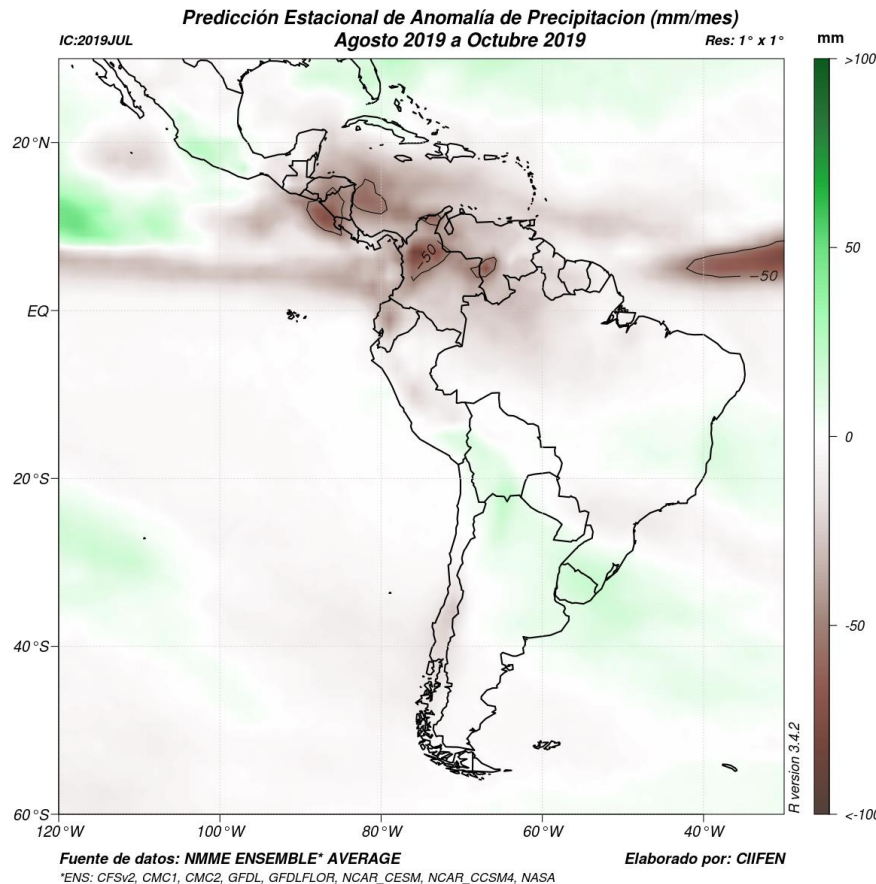 Predicción Estacional de Anomalía de Precipitacion (mm/mes)
IC:2019JUL
Agosto 2019 a Octubre 2019
Res: 1° x 1°
mm
>100
50
0
-50
<-100
20°N
EQ
20°S
40°S
60°S
120°W
100°W
80°W
60°W
40°W
-50
-50
R version 3.4.2
Fuente de datos: NMME ENSEMBLE* AVERAGE
Elaborado por: CIIFEN
*ENS: CFSv2, CMC1, CMC2, GFDL, GFDLFLOR, NCAR_CESM, NCAR_CCSM4, NASA